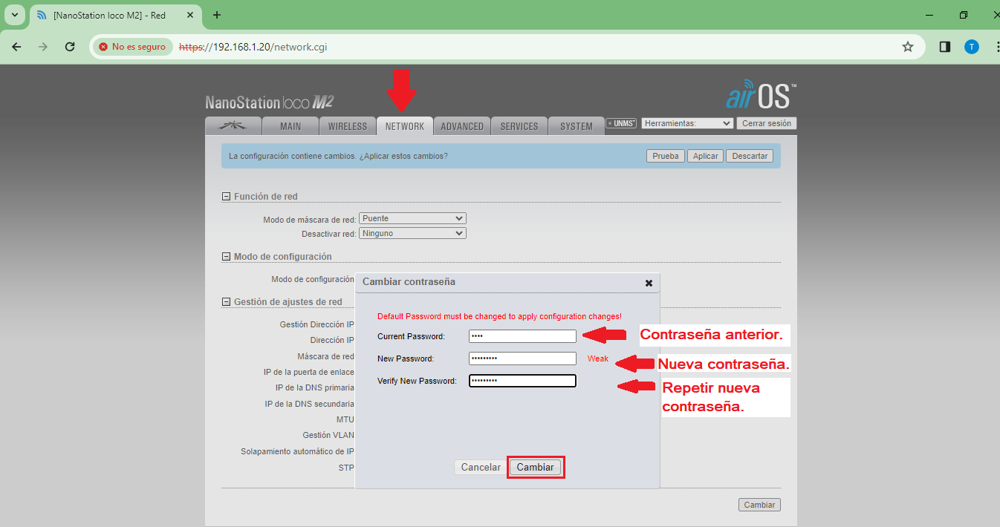 [NanoStation loco M2] - Red
No es seguro
https://192.168.1.20/network.cgi
T
NanoStation loco M2
airOS™
MAIN
WIRELESS
NETWORK
ADVANCED
SERVICES
SYSTEM
UNMS™
Herramientas:
Cerrar sesión
La configuración contiene cambios. ¿Aplicar estos cambios?
Prueba
Aplicar
Descartar
Función de red
Modo de máscara de red: Puente
Desactivar red: Ninguno
Modo de configuración
Modo de configuración
Gestión de ajustes de red
Gestión Dirección IP
Dirección IP
Máscara de red
IP de la puerta de enlace
IP de la DNS primaria
IP de la DNS secundaria
MTU
Gestión VLAN
Solapamiento automático de IP
STP
Cambiar contraseña
Default Password must be changed to apply configuration changes!
Current Password: ••••
Contraseña anterior.
New Password: •••••••••
Weak
Nueva contraseña.
Verify New Password: •••••••••
Repetir nueva
contraseña.
Cancelar
Cambiar
Cambiar